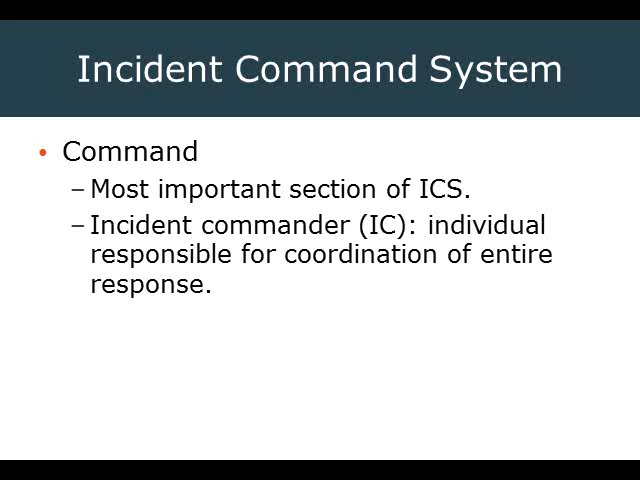 Incident Command System
• Command
– Most important section of ICS.
– Incident commander (IC): individual
responsible for coordination of entire
response.